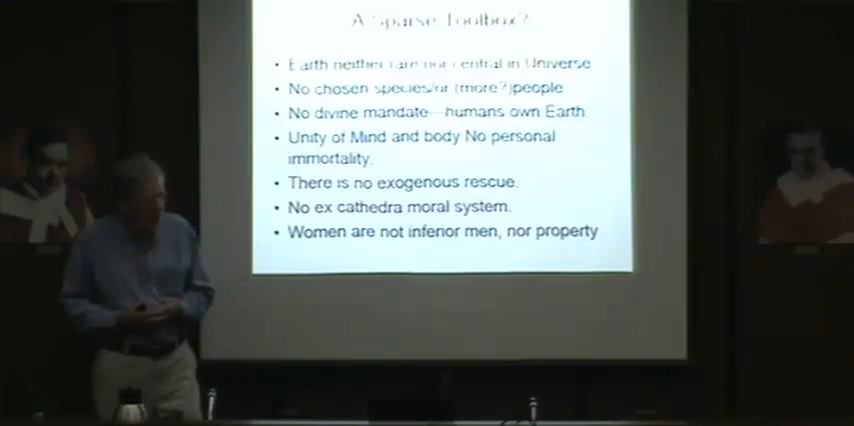 A Sparse Toolbox?
• Earth neither rare nor central in Universe
• No chosen species/or (more?)people
• No divine mandate—humans own Earth
• Unity of Mind and body No personal
immortality.
• There is no exogenous rescue.
• No ex cathedra moral system.
• Women are not inferior men, nor property